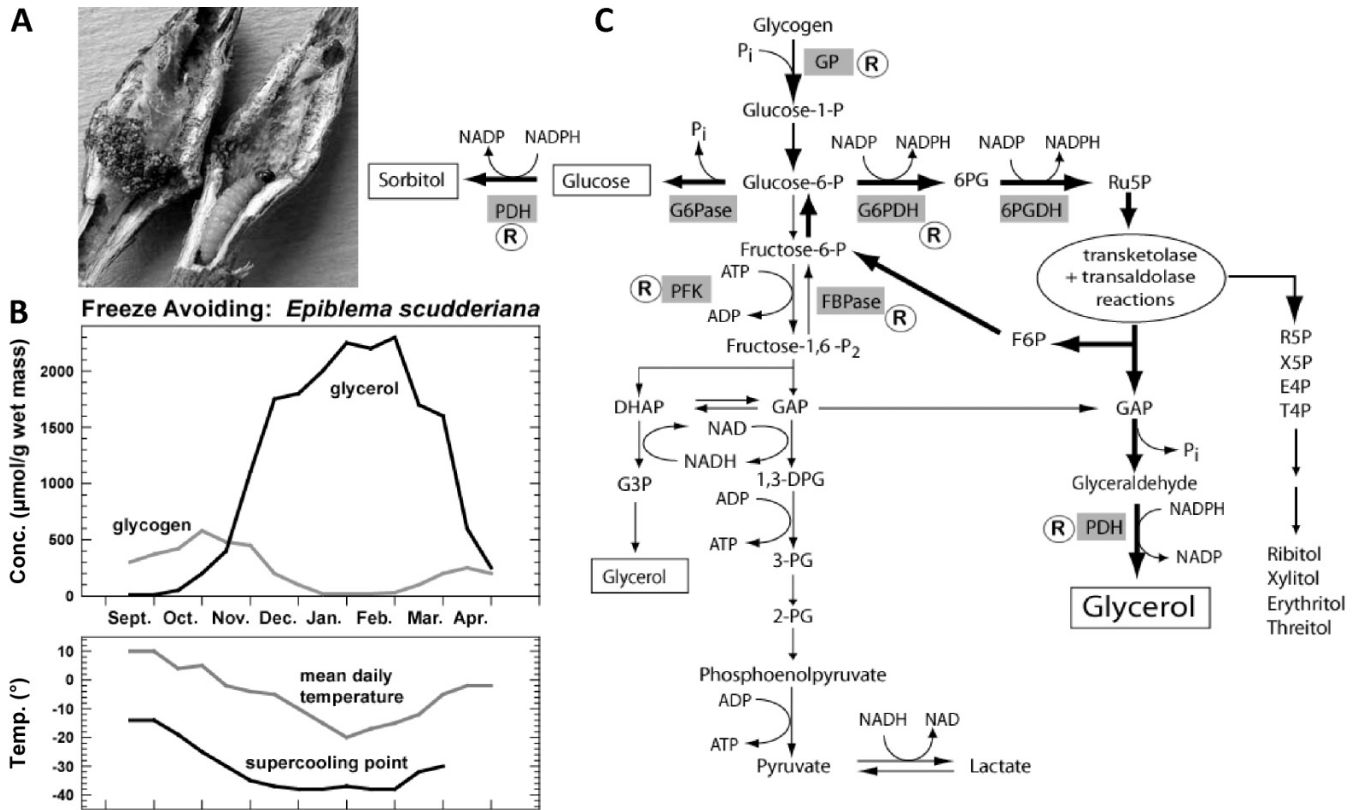 A
B
Freeze Avoiding: Epiblema scudderiana
Conc. (µmol/g wet mass)
2000
1500
1000
500
0
glycerol
glycogen
Sept. Oct. Nov. Dec. Jan. Feb. Mar. Apr.
Temp. (°)
10
0
-10
-20
-30
-40
mean daily
temperature
supercooling point
C
Glycogen
Pi
GP
R
Glucose-1-P
NADP
NADPH
Pi
NADP
NADPH
NADP
NADPH
Sorbitol
Glucose
Glucose-6-P
6PG
Ru5P
PDH
R
G6Pase
G6PDH
R
6PGDH
Fructose-6-P
transketolase
+ transaldolase
reactions
ATP
R
PFK
ADP
FBPase
R
Fructose-1,6 -P2
F6P
R5P
X5P
E4P
T4P
DHAP
GAP
GAP
NAD
NADH
Pi
G3P
1,3-DPG
Glyceraldehyde
ADP
ATP
R
PDH
NADPH
NADP
3-PG
Glycerol
Glycerol
Ribitol
Xylitol
Erythritol
Threitol
2-PG
Phosphoenolpyruvate
ADP
ATP
NADH
NAD
Pyruvate
Lactate